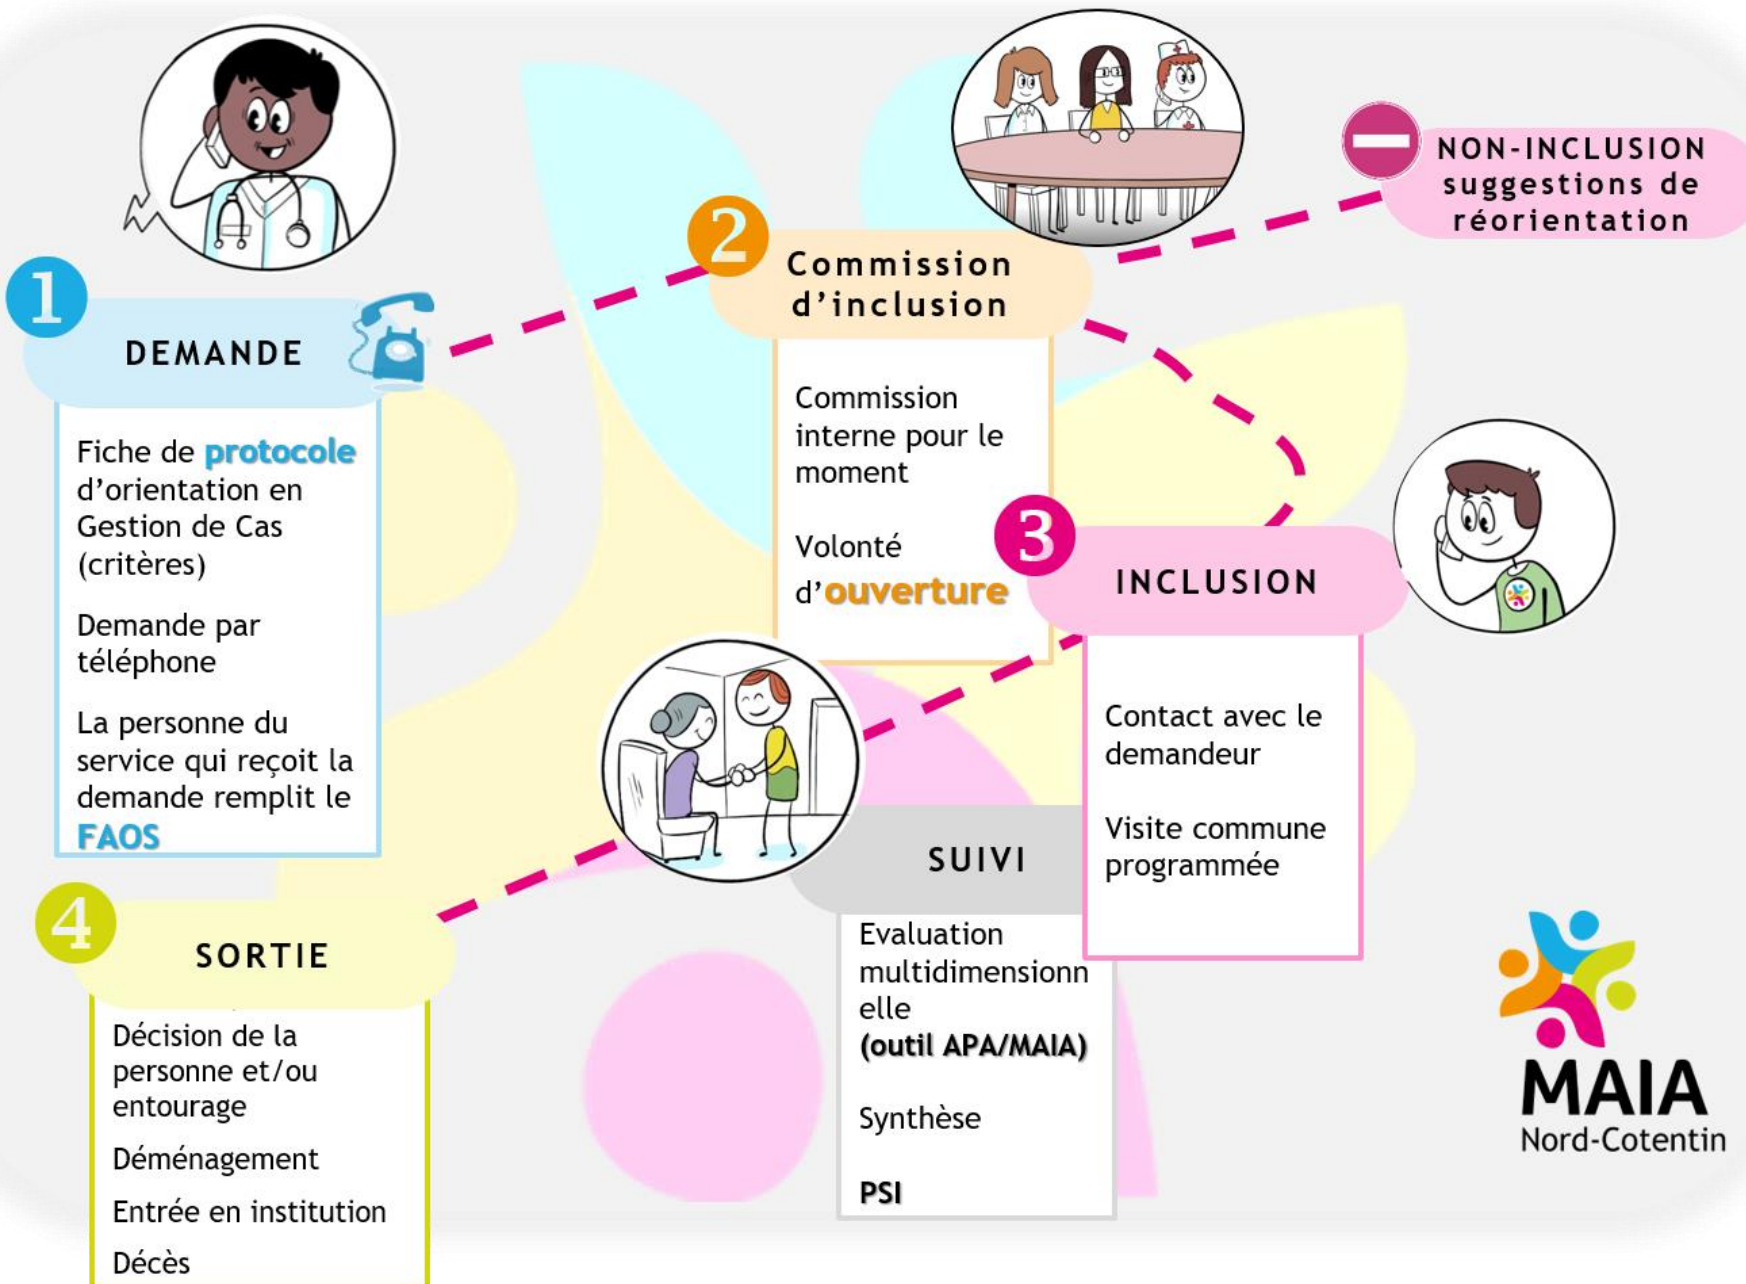 1
DEMANDE
Fiche de protocole
d’orientation en
Gestion de Cas
(critères)
Demande par
téléphone
La personne du
service qui reçoit la
demande remplit le
FAOS
2
Commission
d’inclusion
Commission
interne pour le
moment
Volonté
d’ouverture
NON-INCLUSION
suggestions de
réorientation
3
INCLUSION
Contact avec le
demandeur
Visite commune
programmée
SUIVI
Evaluation
multidimensionn
elle
(outil APA/MAIA)
Synthèse
PSI
4
SORTIE
Décision de la
personne et/ou
entourage
Déménagement
Entrée en institution
Décès
MAIA
Nord-Cotentin